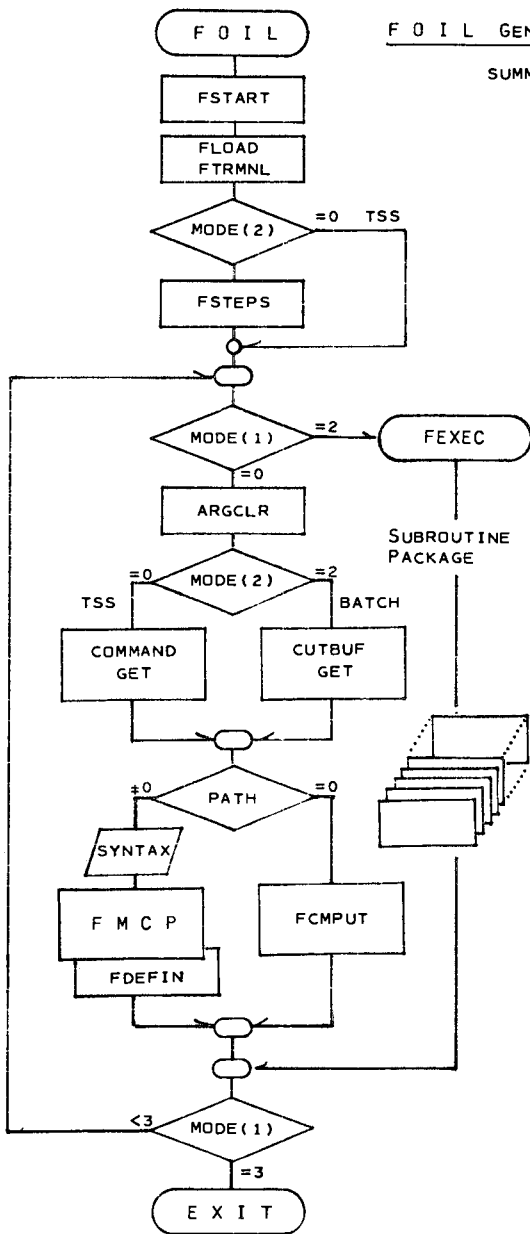 F O I L
F O I L GEN
SUMM
FSTART
FLOAD
FTRMNL
MODE(2)
=0 TSS
FSTEPS
MODE(1)
=2
FEXEC
=0
ARGCLR
SUBROUTINE
PACKAGE
=0
MODE(2)
=2
TSS
BATCH
COMMAND
GET
CUTBUF
GET
≠0
PATH
=0
SYNTAX
F M C P
FCMPUT
FDEFIN
<3
MODE(1)
=3
E X I T